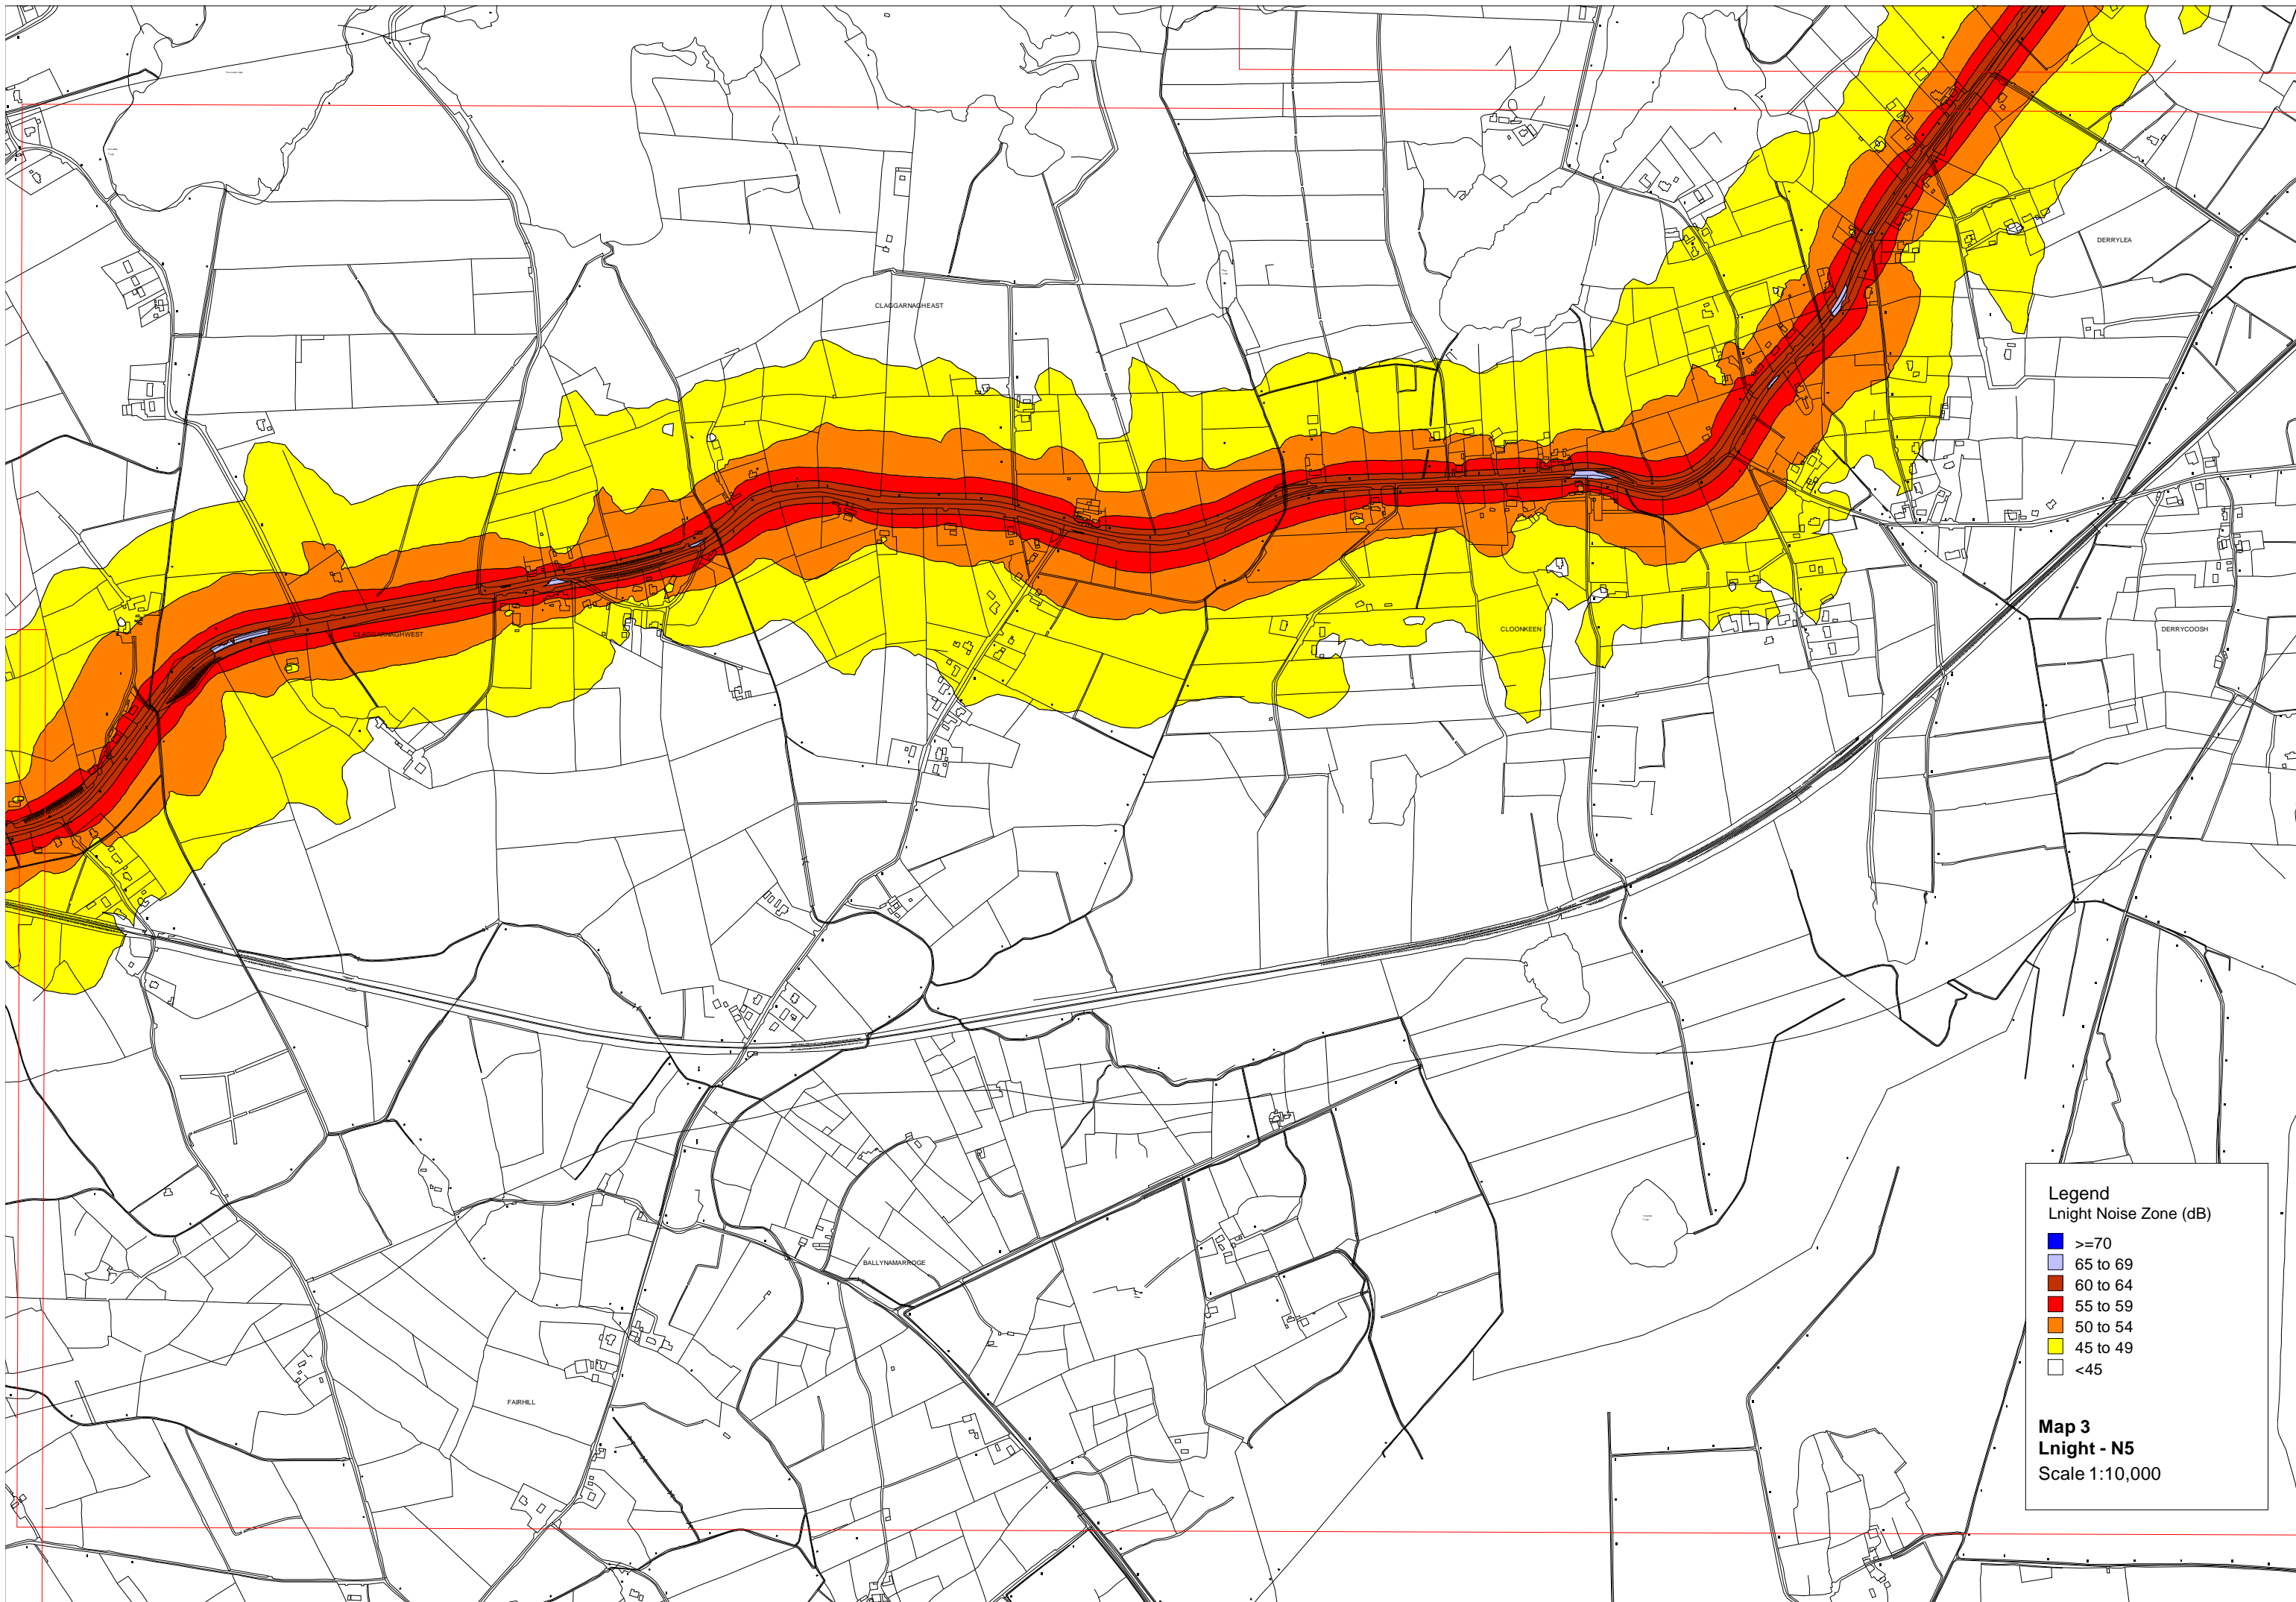 CLAGGARNAGHEAST
DERRYLEA
CLAGGARNAGHWEST
CLOONKEEN
DERRYCOOSH
BALLYNAMARROGE
FAIRHILL
Legend
Lnight Noise Zone (dB)
>=70
65 to 69
60 to 64
55 to 59
50 to 54
45 to 49
<45
Map 3
Lnight - N5
Scale 1:10,000